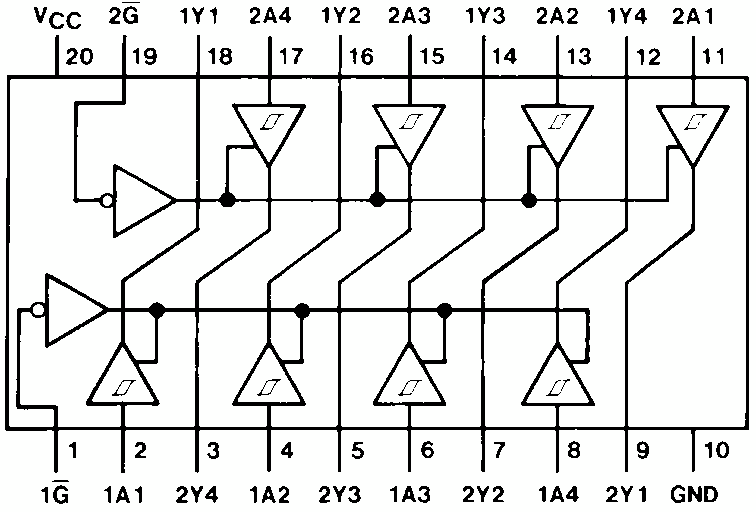 VCC 2G̅ 1Y1 2A4 1Y2 2A3 1Y3 2A2 1Y4 2A1
20 19 18 17 16 15 14 13 12 11
1 2 3 4 5 6 7 8 9 10
1G̅ 1A1 2Y4 1A2 2Y3 1A3 2Y2 1A4 2Y1 GND